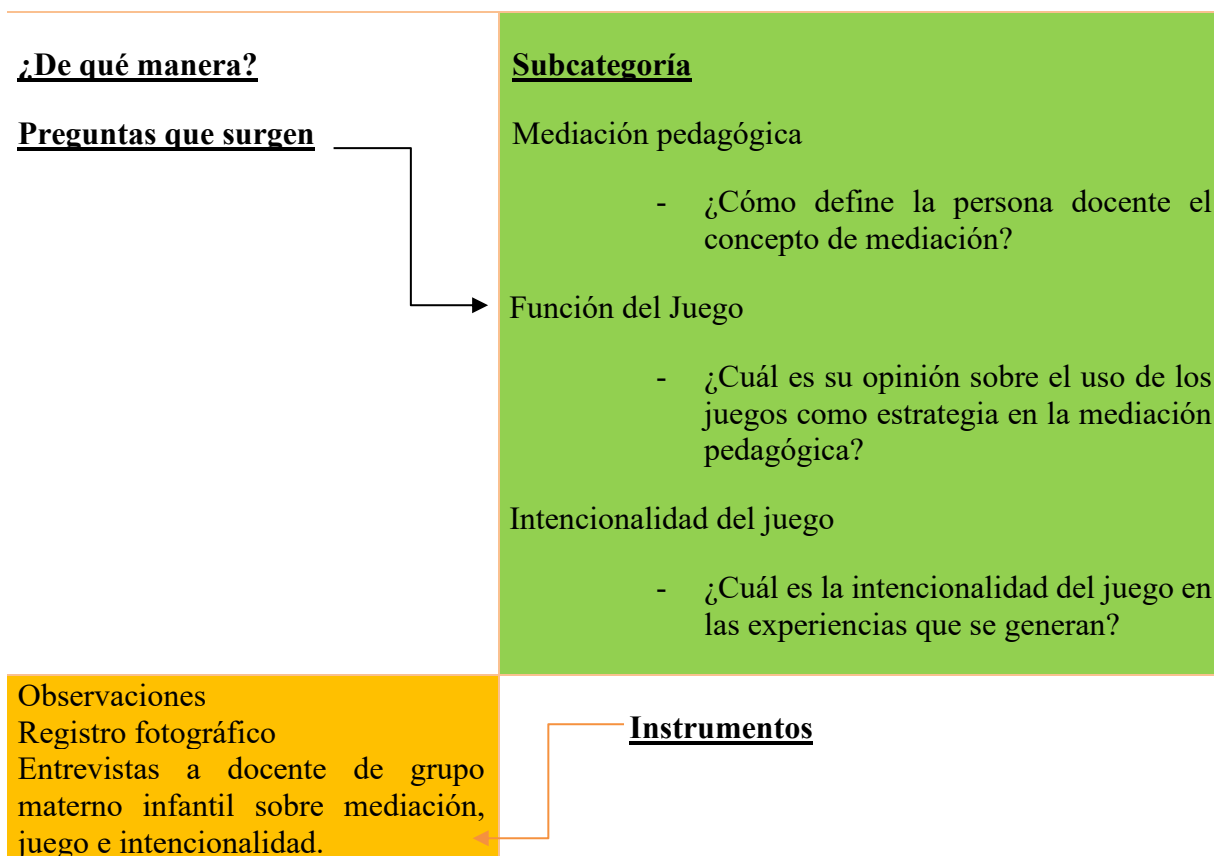 ¿De qué manera?
Preguntas que surgen
Subcategoría
Mediación pedagógica
- ¿Cómo define la persona docente el
concepto de mediación?
Función del Juego
- ¿Cuál es su opinión sobre el uso de los
juegos como estrategia en la mediación
pedagógica?
Intencionalidad del juego
- ¿Cuál es la intencionalidad del juego en
las experiencias que se generan?
Observaciones
Registro fotográfico
Entrevistas a docente de grupo
materno infantil sobre mediación,
juego e intencionalidad.
Instrumentos